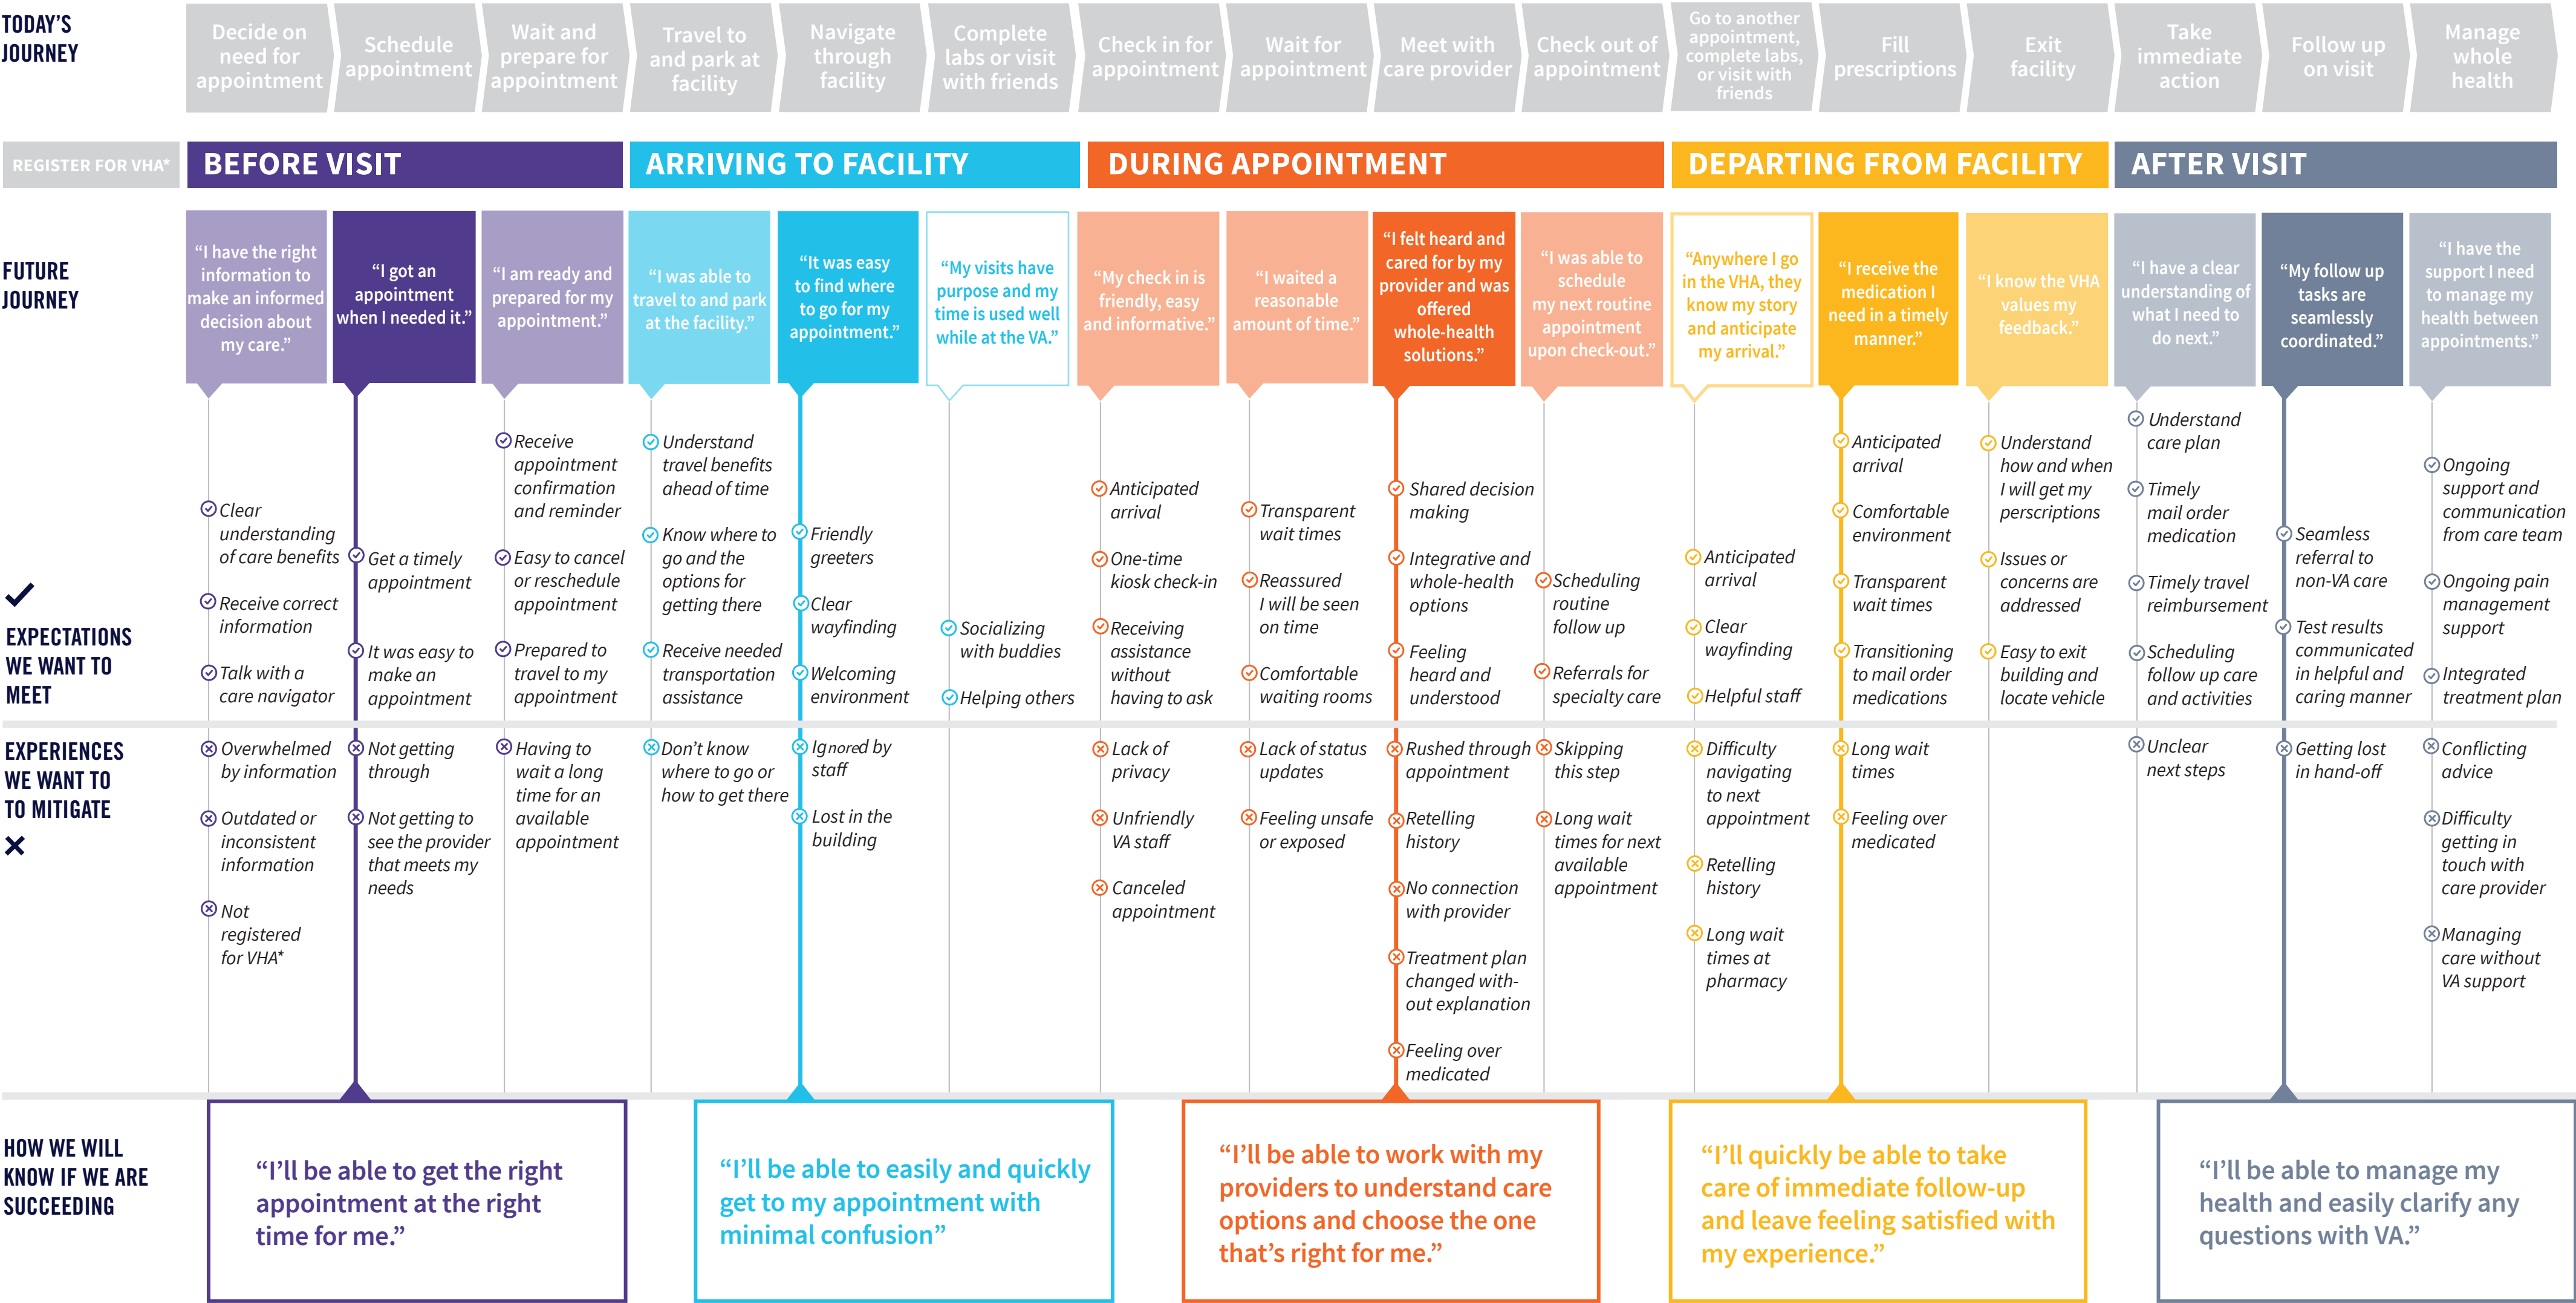 TODAY'S
JOURNEY
Decide on
need for
appointment
Schedule
appointment
Wait and
prepare for
appointment
Travel to
and park at
facility
Navigate
through
facility
Complete
labs or visit
with friends
Check in for
appointment
Wait for
appointment
Meet with
care provider
Check out of
appointment
Go to another
appointment,
complete labs,
or visit with
friends
Fill
prescriptions
Exit
facility
Take
immediate
action
Follow up
on visit
Manage
whole
health
REGISTER FOR VHA*
BEFORE VISIT
ARRIVING TO FACILITY
DURING APPOINTMENT
DEPARTING FROM FACILITY
AFTER VISIT
FUTURE
JOURNEY
“I have the right
information to
make an informed
decision about
my care.”
“I got an
appointment
when I needed it.”
“I am ready and
prepared for my
appointment.”
“I was able to
travel to and park
at the facility.”
“It was easy
to find where
to go for my
appointment.”
“My visits have
purpose and my
time is used well
while at the VA.”
“My check in is
friendly, easy
and informative.”
“I waited a
reasonable
amount of time.”
“I felt heard and
cared for by my
provider and was
offered
whole-health
solutions.”
“I was able to
schedule
my next routine
appointment
upon check-out.”
“Anywhere I go
in the VHA, they
know my story
and anticipate
my arrival.”
“I receive the
medication I
need in a timely
manner.”
“I know the VHA
values my
feedback.”
“I have a clear
understanding of
what I need to
do next.”
“My follow up
tasks are
seamlessly
coordinated.”
“I have the
support I need
to manage my
health between
appointments.”
EXPECTATIONS
WE WANT TO
MEET
Clear
understanding
of care benefits
Receive correct
information
Talk with a
care navigator
Get a timely
appointment
It was easy to
make an
appointment
Receive
appointment
confirmation
and reminder
Easy to cancel
or reschedule
appointment
Prepared to
travel to my
appointment
Understand
travel benefits
ahead of time
Know where to
go and the
options for
getting there
Receive needed
transportation
assistance
Friendly
greeters
Clear
wayfinding
Welcoming
environment
Socializing
with buddies
Helping others
Anticipated
arrival
One-time
kiosk check-in
Receiving
assistance
without
having to ask
Transparent
wait times
Reassured
I will be seen
on time
Comfortable
waiting rooms
Shared decision
making
Integrative and
whole-health
options
Feeling
heard and
understood
Scheduling
routine
follow up
Referrals for
specialty care
Anticipated
arrival
Clear
wayfinding
Helpful staff
Anticipated
arrival
Comfortable
environment
Transparent
wait times
Transitioning
to mail order
medications
Understand
how and when
I will get my
perscriptions
Issues or
concerns are
addressed
Easy to exit
building and
locate vehicle
Understand
care plan
Timely
mail order
medication
Timely travel
reimbursement
Scheduling
follow up care
and activities
Seamless
referral to
non-VA care
Test results
communicated
in helpful and
caring manner
Ongoing
support and
communication
from care team
Ongoing pain
management
support
Integrated
treatment plan
EXPERIENCES
WE WANT TO
TO MITIGATE
Overwhelmed
by information
Outdated or
inconsistent
information
Not
registered
for VHA*
Not getting
through
Not getting to
see the provider
that meets my
needs
Having to
wait a long
time for an
available
appointment
Don’t know
where to go or
how to get there
Ignored by
staff
Lost in the
building
Lack of
privacy
Unfriendly
VA staff
Canceled
appointment
Lack of status
updates
Feeling unsafe
or exposed
Rushed through
appointment
Retelling
history
No connection
with provider
Treatment plan
changed with-
out explanation
Feeling over
medicated
Skipping
this step
Long wait
times for next
available
appointment
Difficulty
navigating
to next
appointment
Retelling
history
Long wait
times at
pharmacy
Long wait
times
Feeling over
medicated
Unclear
next steps
Getting lost
in hand-off
Conflicting
advice
Difficulty
getting in
touch with
care provider
Managing
care without
VA support
HOW WE WILL
KNOW IF WE ARE
SUCCEEDING
“I’ll be able to get the right
appointment at the right
time for me.”
“I’ll be able to easily and quickly
get to my appointment with
minimal confusion”
“I’ll be able to work with my
providers to understand care
options and choose the one
that’s right for me.”
“I’ll quickly be able to take
care of immediate follow-up
and leave feeling satisfied with
my experience.”
“I’ll be able to manage my
health and easily clarify any
questions with VA.”